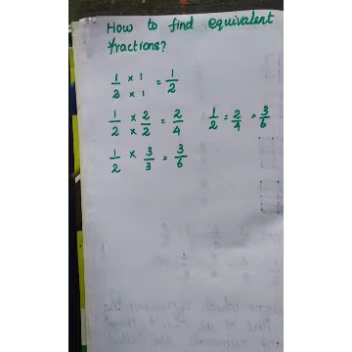 How to find equivalent
fractions?
1/2 × 1 / × 1 = 1/2
1/2 × 2 / × 2 = 2/4 1/2 = 2/4 = 3/6
1/2 × 3/3 = 3/6